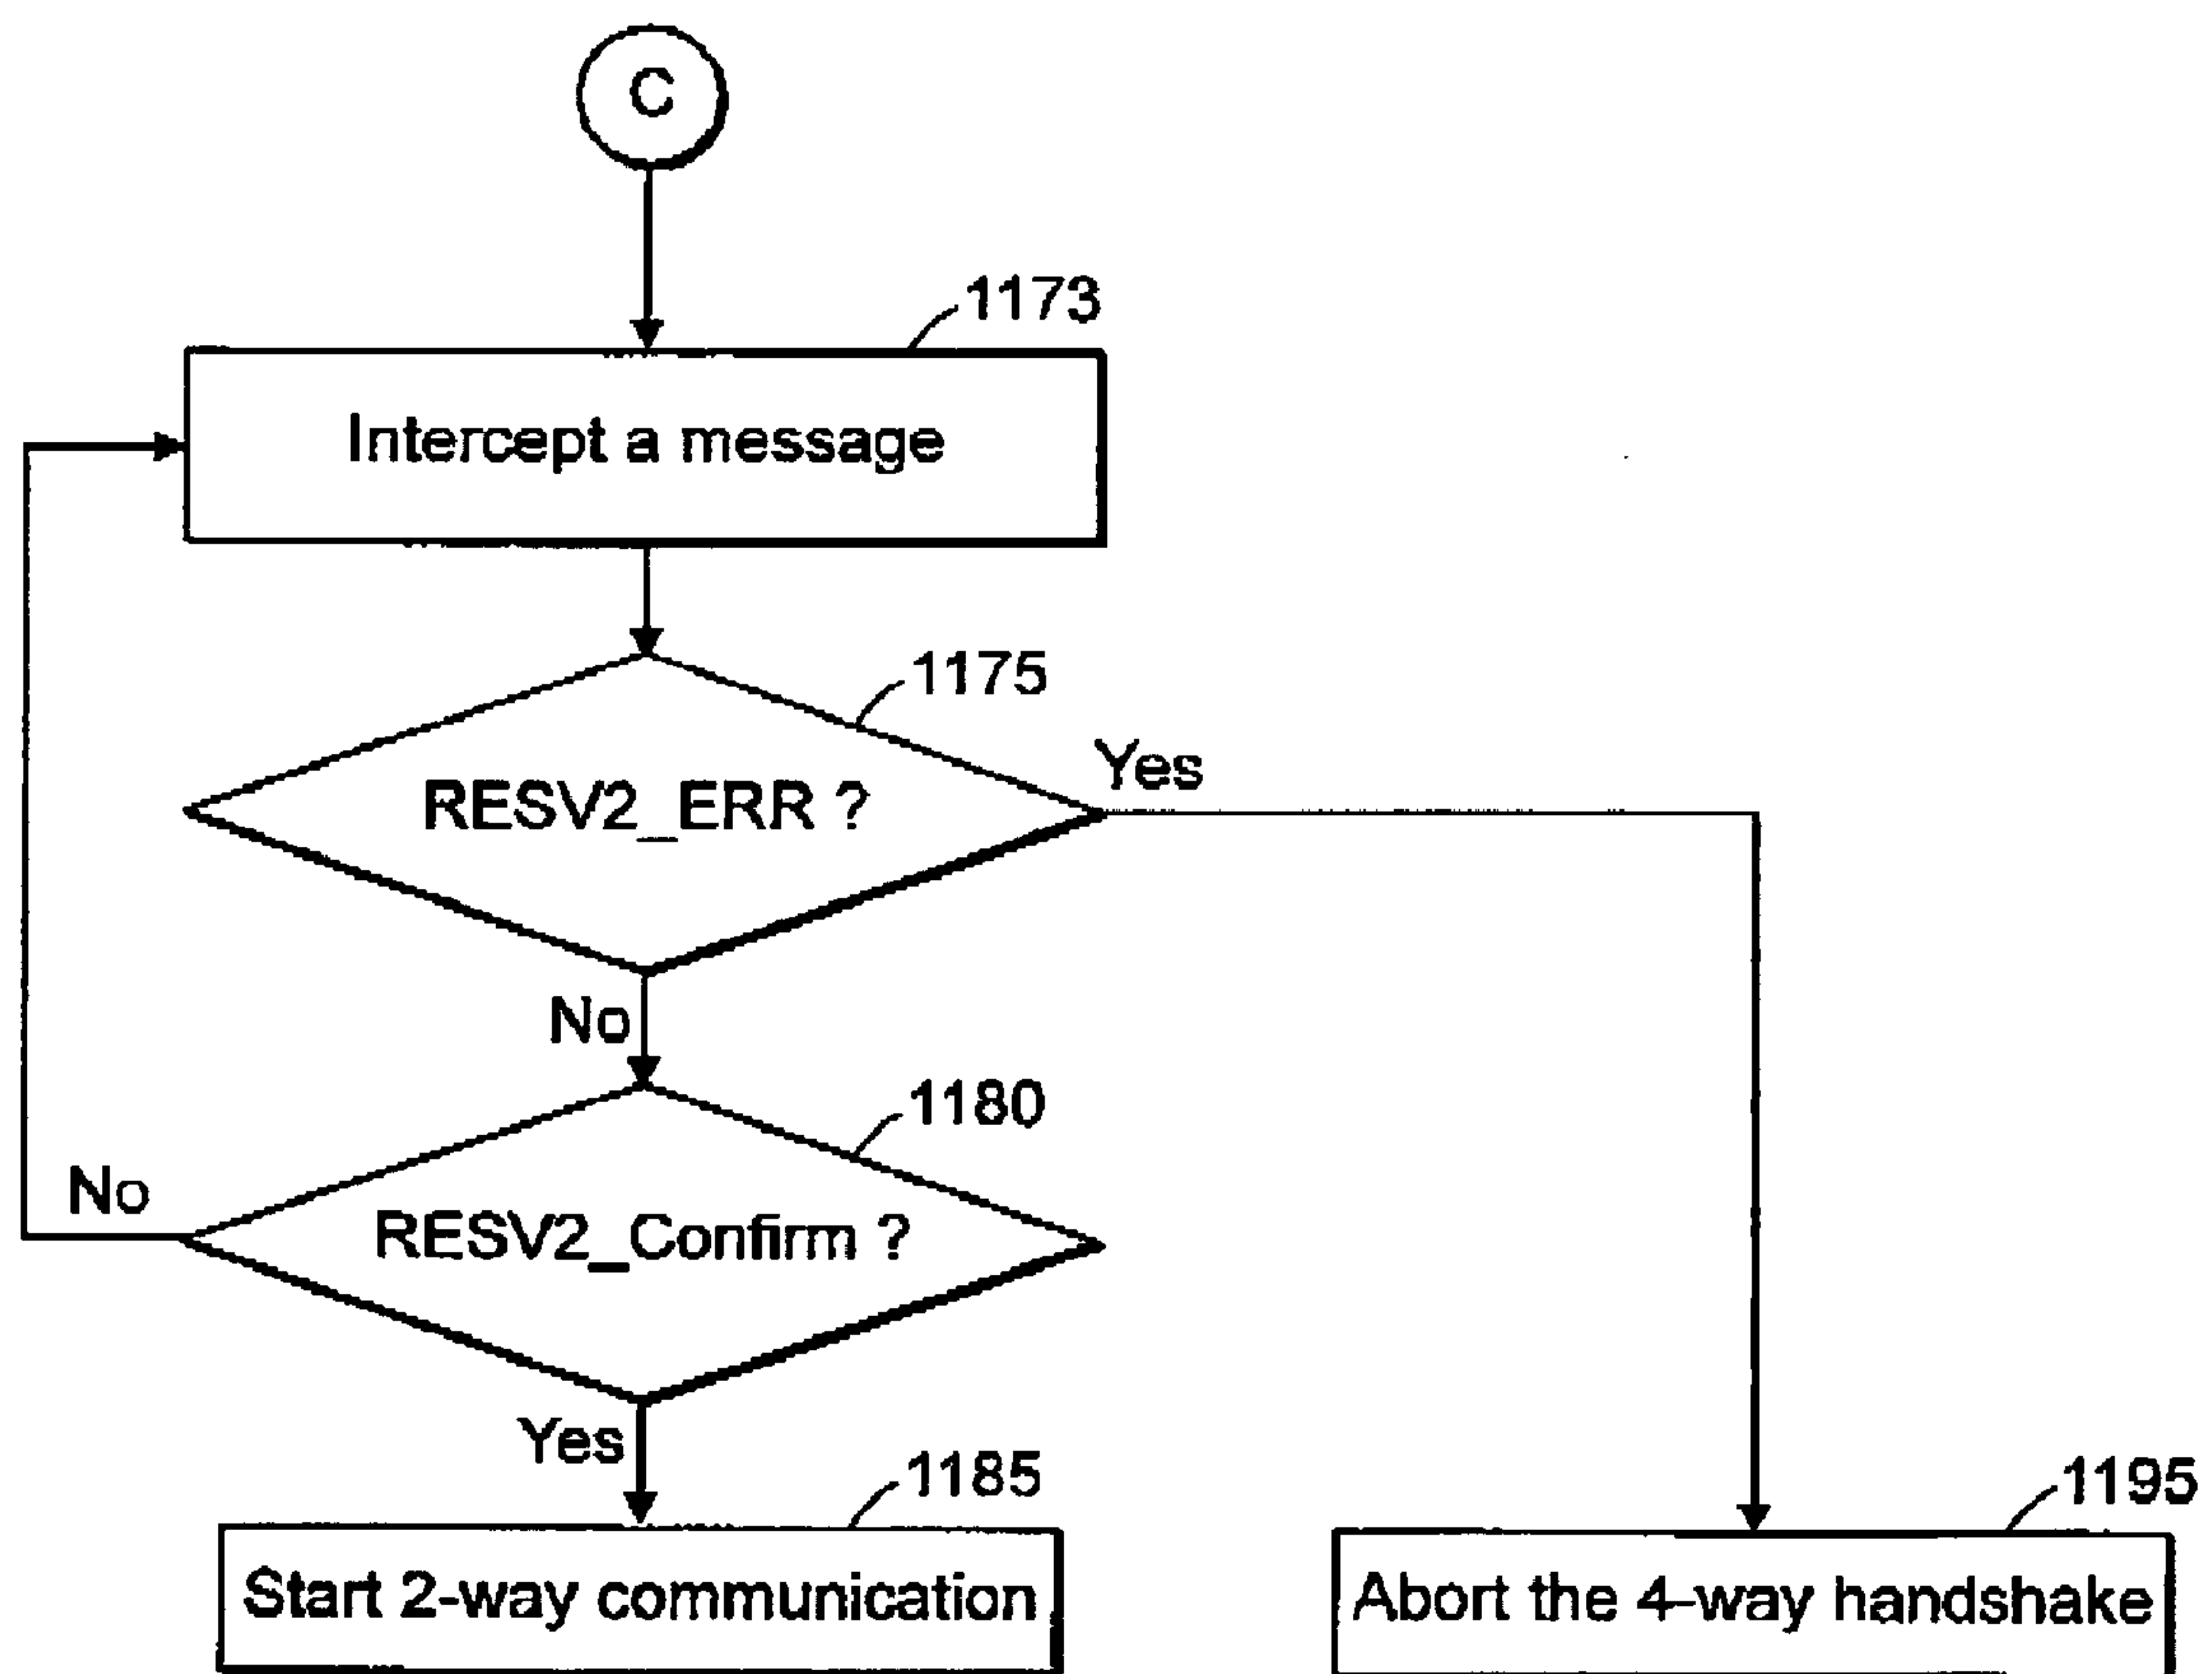 C
1173
Intercept a message
1175
Yes
RESV2_ERR ?
No
1180
No
RESV2_Confirm ?
Yes
1185
1195
Start 2-way communication
Abort the 4-way handshake